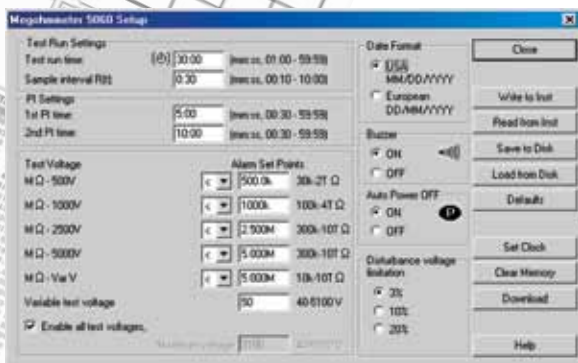 Megohmmeter 5060 Setup
Test Run Settings
Test run time: 30:00 (mm:ss, 01:00 - 59:59)
Sample interval R(t): 0:30 (mm:ss, 00:10 - 10:00)
PI Settings
1st PI time: 5:00 (mm:ss, 00:30 - 59:59)
2nd PI time: 10:00 (mm:ss, 00:30 - 59:59)
Test Voltage Alarm Set Points
MΩ - 500V < 500.0k 30k-2T Ω
MΩ - 1000V < 1000k 100k-4T Ω
MΩ - 2500V < 2.500M 300k-10T Ω
MΩ - 5000V < 5.000M 300k-10T Ω
MΩ - Var V < 5.000M 10k-10T Ω
Variable test voltage 50 40-5100 V
Enable all test voltages,
Maximum voltage
Date Format
USA
MM/DD/YYYY
European
DD/MM/YYYY
Buzzer
ON
OFF
Auto Power OFF
ON P
OFF
Disturbance voltage
limitation
3%
10%
20%
Close
Write to Inst
Read from Inst
Save to Disk
Load from Disk
Defaults
Set Clock
Clear Memory
Download
Help